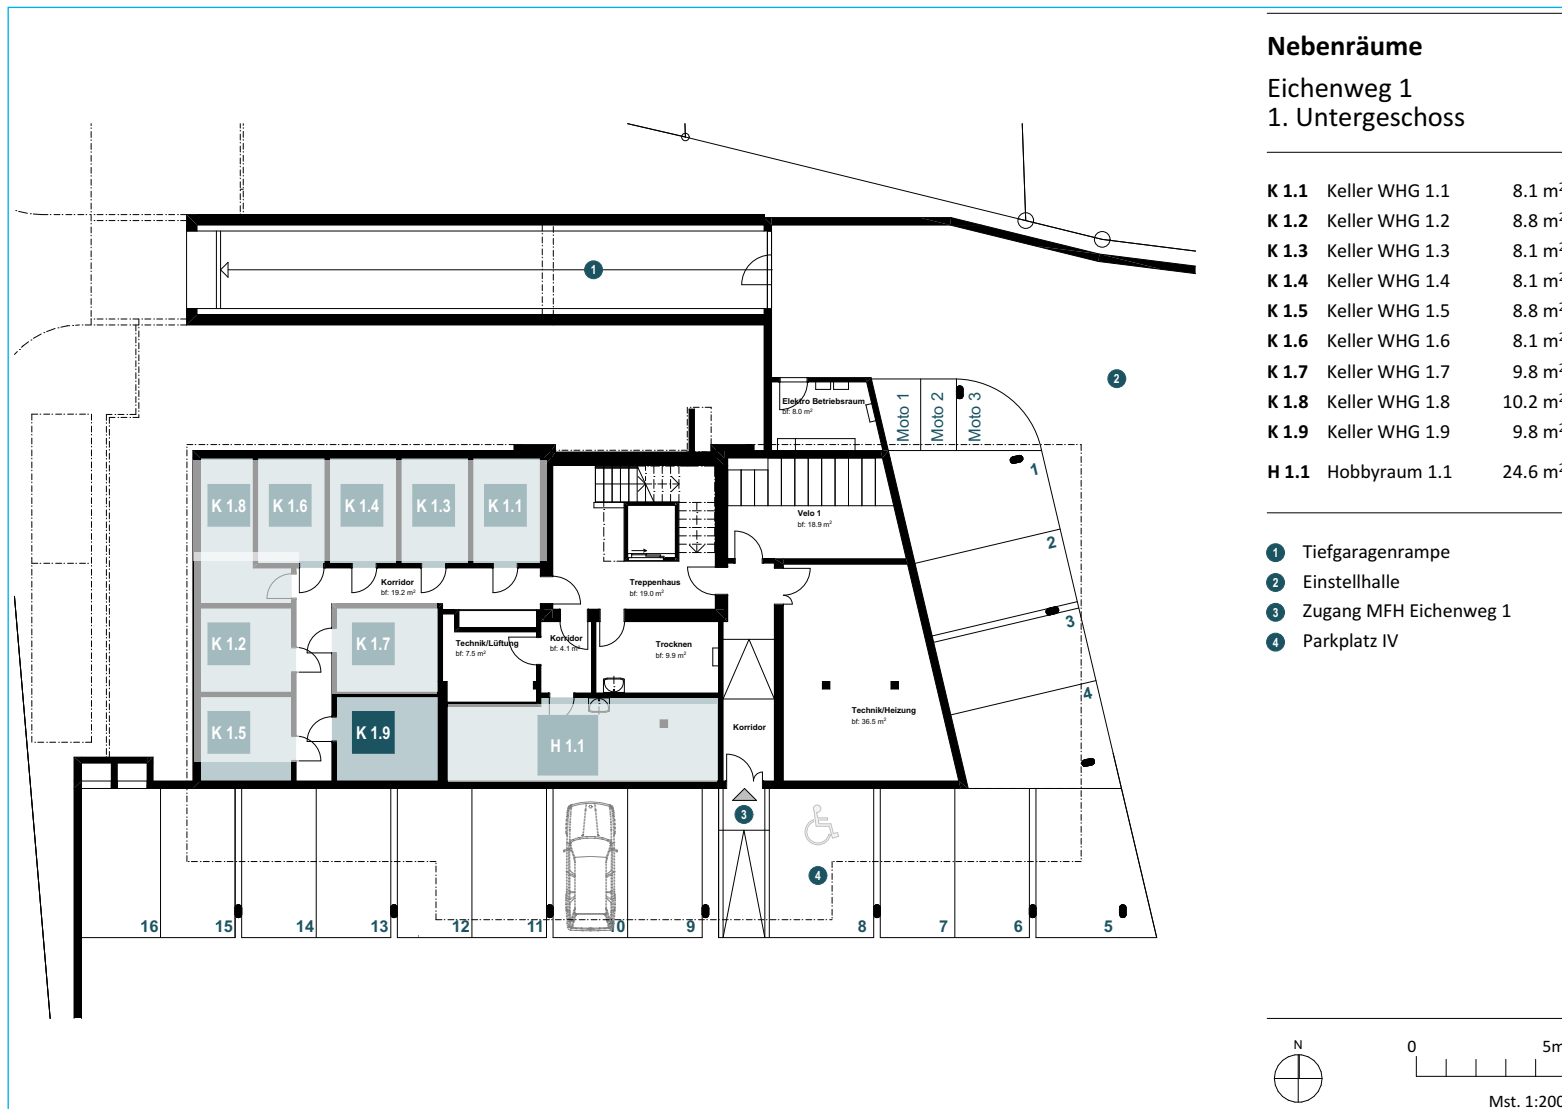 Nebenräume
Eichenweg 1
1. Untergeschoss
K 1.1 Keller WHG 1.1 8.1 m²
K 1.2 Keller WHG 1.2 8.8 m²
K 1.3 Keller WHG 1.3 8.1 m²
K 1.4 Keller WHG 1.4 8.1 m²
K 1.5 Keller WHG 1.5 8.8 m²
K 1.6 Keller WHG 1.6 8.1 m²
K 1.7 Keller WHG 1.7 9.8 m²
K 1.8 Keller WHG 1.8 10.2 m²
K 1.9 Keller WHG 1.9 9.8 m²
H 1.1 Hobbyraum 1.1 24.6 m²
1 Tiefgaragenrampe
2 Einstellhalle
3 Zugang MFH Eichenweg 1
4 Parkplatz IV
1
2
Elektro Betriebsraum
bf: 8.0 m²
Moto 1
Moto 2
Moto 3
1
K 1.8
K 1.6
K 1.4
K 1.3
K 1.1
Velo 1
bf: 18.9 m²
2
Korridor
bf: 19.2 m²
Treppenhaus
bf: 19.0 m²
3
K 1.2
K 1.7
Technik/Lüftung
bf: 7.5 m²
Korridor
bf: 4.1 m²
Trocknen
bf: 9.9 m²
4
K 1.5
K 1.9
H 1.1
Korridor
Technik/Heizung
bf: 36.5 m²
3
4
16
15
14
13
12
11
10
9
8
7
6
5
N
0 5m
Mst. 1:200